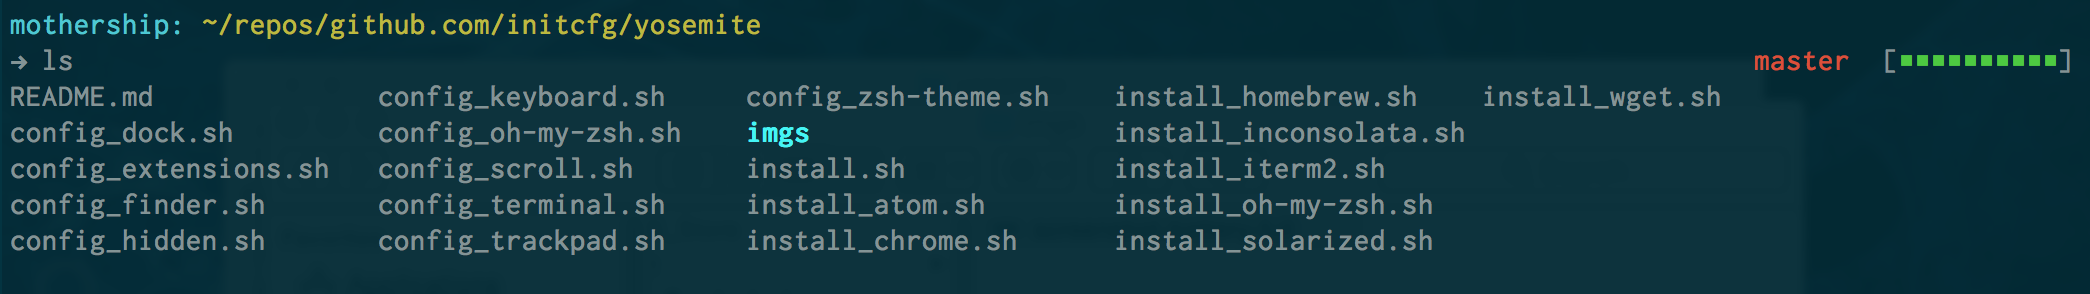 mothership: ~/repos/github.com/initcfg/yosemite
→ ls master [▪▪▪▪▪▪▪▪▪▪]
README.md config_keyboard.sh config_zsh-theme.sh install_homebrew.sh install_wget.sh
config_dock.sh config_oh-my-zsh.sh imgs install_inconsolata.sh
config_extensions.sh config_scroll.sh install.sh install_iterm2.sh
config_finder.sh config_terminal.sh install_atom.sh install_oh-my-zsh.sh
config_hidden.sh config_trackpad.sh install_chrome.sh install_solarized.sh